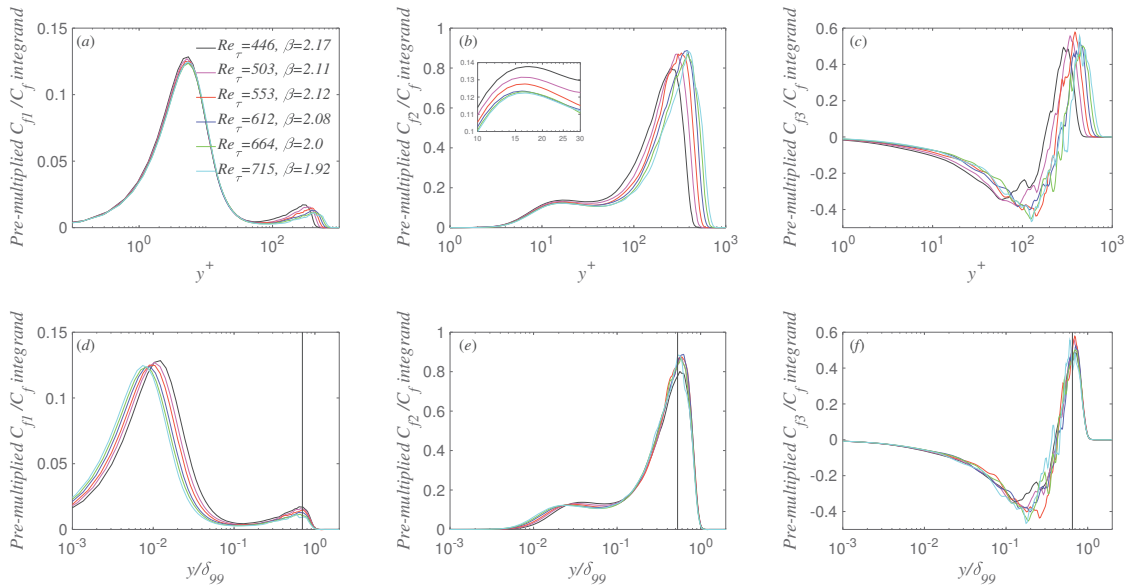 (a)
Re_τ=446, β=2.17
Re_τ=503, β=2.11
Re_τ=553, β=2.12
Re_τ=612, β=2.08
Re_τ=664, β=2.0
Re_τ=715, β=1.92
Pre-multiplied C_f1/C_f integrand
0.15
0.10
0.05
0
10^0
10^2
y^+
(b)
Pre-multiplied C_f2/C_f integrand
1
0.8
0.6
0.4
0.2
0
10^0
10^1
10^2
10^3
y^+
0.14
0.13
0.12
0.11
0.1
10
15
20
25
30
(c)
Pre-multiplied C_f3/C_f integrand
0.6
0.4
0.2
0
-0.2
-0.4
10^0
10^1
10^2
10^3
y^+
(d)
Pre-multiplied C_f1/C_f integrand
0.15
0.10
0.05
0
10^-3
10^-2
10^-1
10^0
y/δ_99
(e)
Pre-multiplied C_f2/C_f integrand
1
0.8
0.6
0.4
0.2
0
10^-3
10^-2
10^-1
10^0
y/δ_99
(f)
Pre-multiplied C_f3/C_f integrand
0.6
0.4
0.2
0
-0.2
-0.4
10^-3
10^-2
10^-1
10^0
y/δ_99